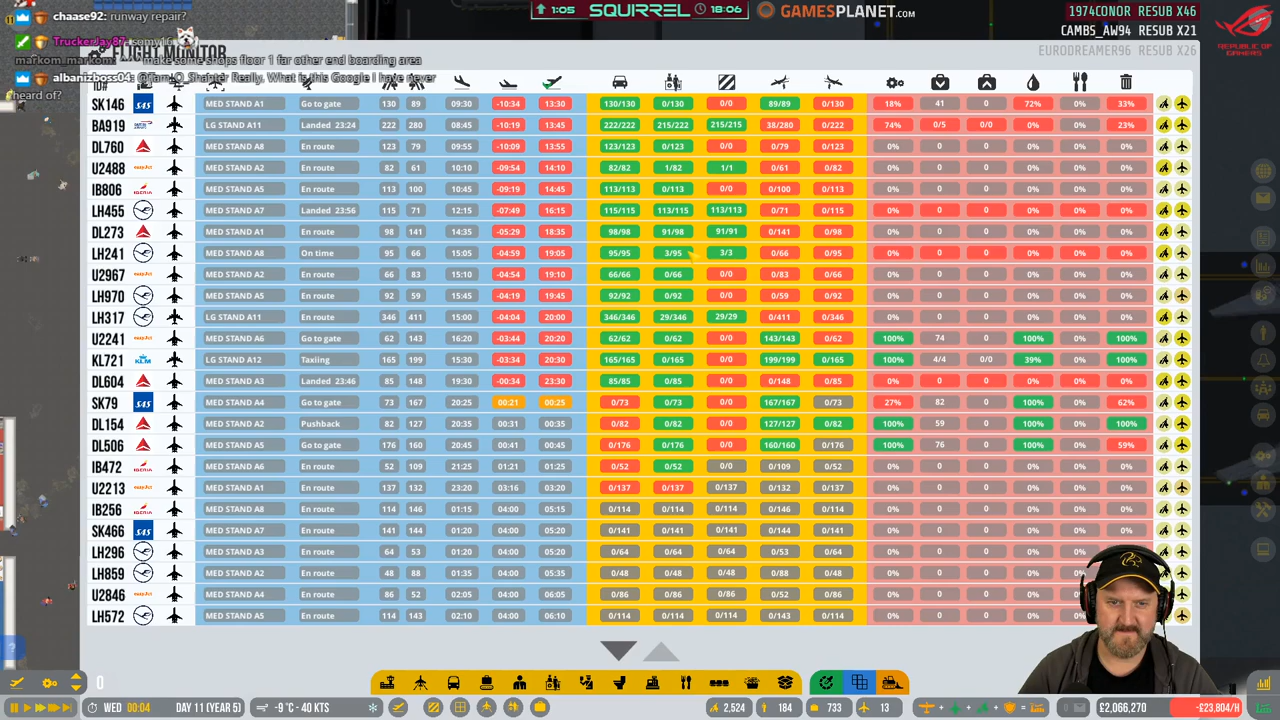 chaase92: runway repair?
TruckerJay87: somy16
markom_markom: make some shops floor 1 far other end boarding area
albanizboss04: @Tam_O_Shanter Really, What is this Google I have never
heard of?
1:05 SQUIRREL 18:06 GAMESPLANET.COM
1974CONOR RESUB X46
CAMBS_AW94 RESUB X21
EURODREAMER96 RESUB X26
REPUBLIC OF GAMERS
FLIGHT MONITOR
ID#
SK146 SAS MED STAND A1 Go to gate 130 89 09:30 -10:34 13:30 130/130 0/130 0/0 89/89 0/130 18% 41 0 72% 0% 33%
BA919 LG STAND A11 Landed 23:24 222 280 08:45 -10:19 13:45 222/222 215/222 215/215 38/280 0/222 74% 0/5 0/0 0% 0% 23%
DL760 MED STAND A8 En route 123 79 09:55 -10:09 13:55 123/123 0/123 0/0 0/79 0/123 0% 0 0 0% 0% 0%
U2488 easyJet MED STAND A2 En route 82 61 10:10 -09:54 14:10 82/82 1/82 1/1 0/61 0/82 0% 0 0 0% 0% 0%
IB806 IBERIA MED STAND A5 En route 113 100 10:45 -09:19 14:45 113/113 0/113 0/0 0/100 0/113 0% 0 0 0% 0% 0%
LH455 MED STAND A7 Landed 23:56 115 71 12:15 -07:49 16:15 115/115 113/115 113/113 0/71 0/115 0% 0 0 0% 0% 0%
DL273 MED STAND A1 En route 98 141 14:35 -05:29 18:35 98/98 91/98 91/91 0/141 0/98 0% 0 0 0% 0% 0%
LH241 MED STAND A8 On time 95 66 15:05 -04:59 19:05 95/95 3/95 3/3 0/66 0/95 0% 0 0 0% 0% 0%
U2967 easyJet MED STAND A2 En route 66 83 15:10 -04:54 19:10 66/66 0/66 0/0 0/83 0/66 0% 0 0 0% 0% 0%
LH970 MED STAND A5 En route 92 59 15:45 -04:19 19:45 92/92 0/92 0/0 0/59 0/92 0% 0 0 0% 0% 0%
LH317 LG STAND A11 En route 346 411 15:00 -04:04 20:00 346/346 29/346 29/29 0/411 0/346 0% 0 0 0% 0% 0%
U2241 easyJet MED STAND A6 Go to gate 62 143 16:20 -03:44 20:20 62/62 0/62 0/0 143/143 0/62 100% 74 0 100% 0% 100%
KL721 KLM LG STAND A12 Taxiing 165 199 15:30 -03:34 20:30 165/165 0/165 0/0 199/199 0/165 100% 4/4 0/0 39% 0% 100%
DL604 MED STAND A3 Landed 23:46 85 148 19:30 -00:34 23:30 85/85 0/85 0/0 0/148 0/85 0% 0 0 0% 0% 0%
SK79 SAS MED STAND A4 Go to gate 73 167 20:25 00:21 00:25 0/73 0/73 0/0 167/167 0/73 27% 82 0 100% 0% 62%
DL154 MED STAND A2 Pushback 82 127 20:35 00:31 00:35 0/82 0/82 0/0 127/127 0/82 100% 59 0 100% 0% 100%
DL506 MED STAND A5 Go to gate 176 160 20:45 00:41 00:45 0/176 0/176 0/0 160/160 0/176 100% 76 0 100% 0% 59%
IB472 IBERIA MED STAND A6 En route 52 109 21:25 01:21 01:25 0/52 0/52 0/0 0/109 0/52 0% 0 0 0% 0% 0%
U2213 easyJet MED STAND A1 En route 137 132 23:20 03:16 03:20 0/137 0/137 0/137 0/132 0/137 0% 0 0 0% 0% 0%
IB256 IBERIA MED STAND A8 En route 114 146 01:15 04:00 05:15 0/114 0/114 0/114 0/146 0/114 0% 0 0 0% 0% 0%
SK466 SAS MED STAND A7 En route 141 144 01:20 04:00 05:20 0/141 0/141 0/141 0/144 0/141 0% 0 0 0% 0% 0%
LH296 MED STAND A3 En route 64 53 01:20 04:00 05:20 0/64 0/64 0/64 0/53 0/64 0% 0 0 0% 0% 0%
LH859 MED STAND A2 En route 48 88 01:35 04:00 05:35 0/48 0/48 0/48 0/88 0/48 0% 0 0 0% 0%
U2846 easyJet MED STAND A4 En route 86 52 02:05 04:00 06:05 0/86 0/86 0/86 0/52 0/86 0% 0 0 0% 0%
LH572 MED STAND A5 En route 114 143 02:10 04:00 06:10 0/114 0/114 0/114 0/143 0/114 0% 0 0 0% 0%
?
0
WED 00:04 DAY 11 (YEAR 5) -9°C - 40 KTS 2,524 184 733 13 0 £2,066,270 -£23,804/H